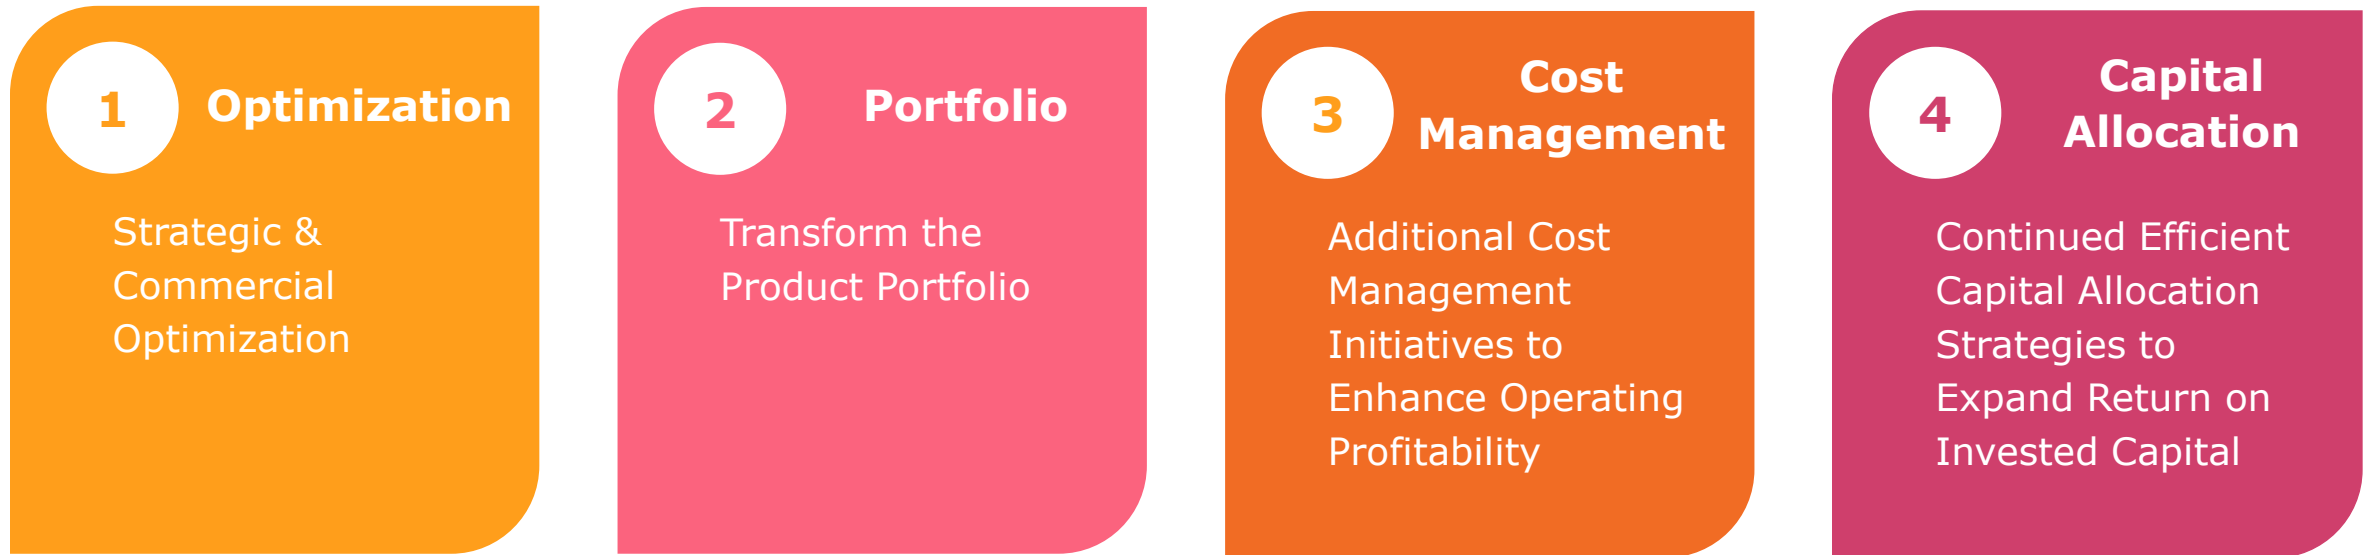 1
Optimization
Strategic &
Commercial
Optimization
2
Portfolio
Transform the
Product Portfolio
3
Cost
Management
Additional Cost
Management
Initiatives to
Enhance Operating
Profitability
4
Capital
Allocation
Continued Efficient
Capital Allocation
Strategies to
Expand Return on
Invested Capital